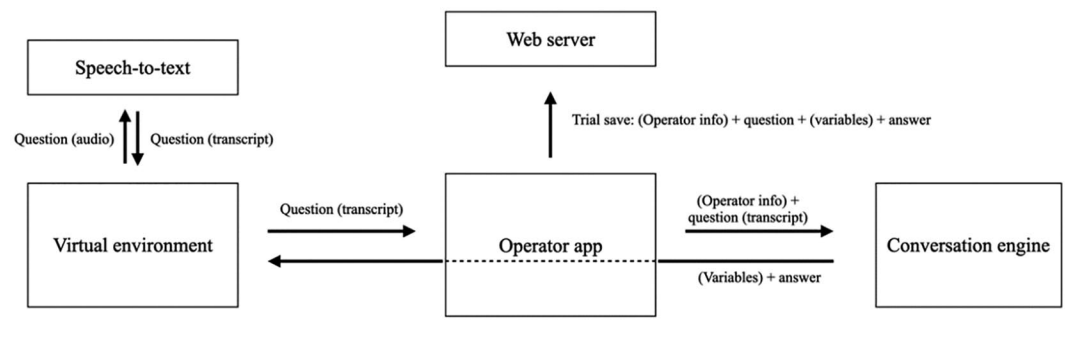 Web server
Speech-to-text
Trial save: (Operator info) + question + (variables) + answer
Question (audio)
Question (transcript)
Virtual environment
Question (transcript)
Operator app
(Operator info) +
question (transcript)
(Variables) + answer
Conversation engine